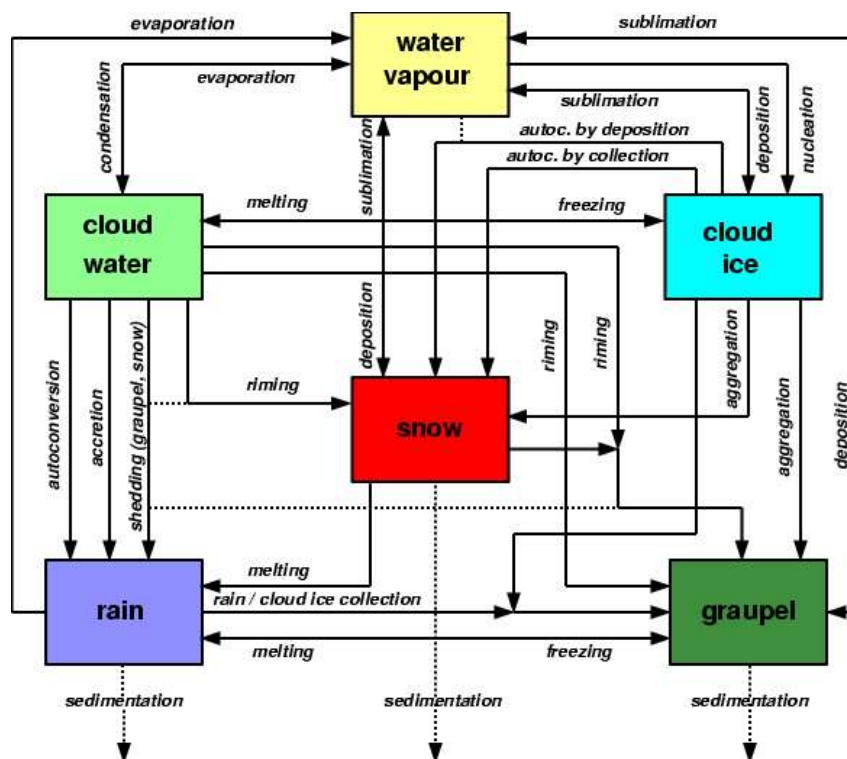 evaporation
water
vapour
sublimation
evaporation
sublimation
condensation
sublimation
autoc. by deposition
autoc. by collection
deposition
nucleation
cloud
water
melting
freezing
cloud
ice
deposition
riming
riming
aggregation
aggregation
deposition
autoconversion
accretion
shedding (graupel, snow)
riming
snow
melting
rain
rain / cloud ice collection
graupel
melting
freezing
sedimentation
sedimentation
sedimentation